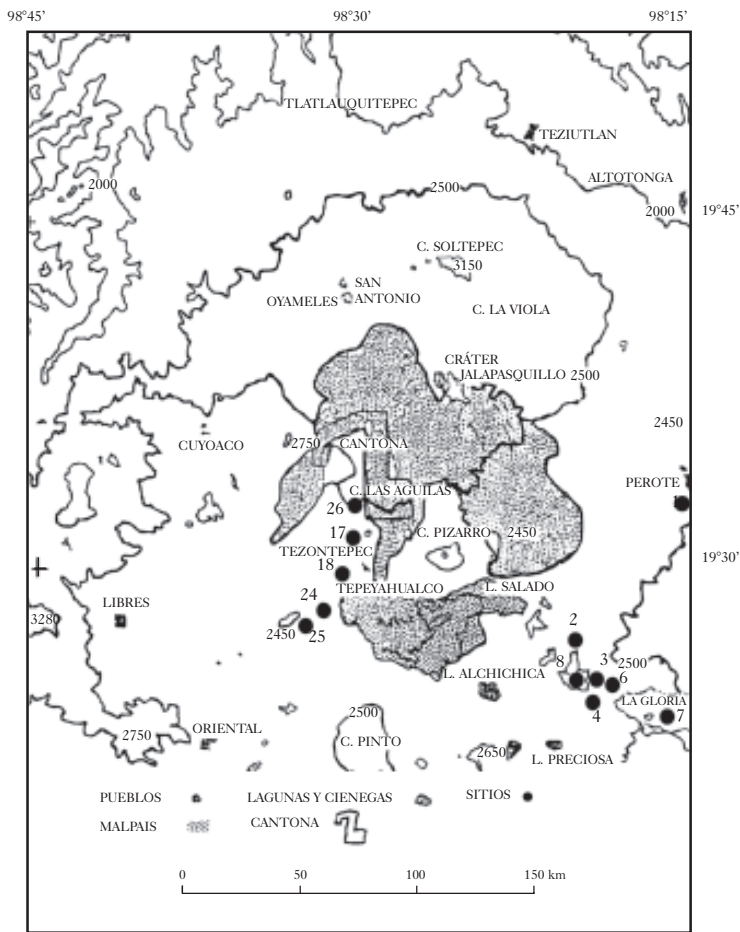 98°45'
98°30'
98°15'
TLATLAUQUITEPEC
TEZIUTLAN
ALTOTONGA
2000
2500
2000
19°45'
C. SOLTEPEC
3150
SAN
OYAMELES
ANTONIO
C. LA VIOLA
CRÁTER
JALAPASQUILLO 2500
2450
CUYOACO
2750
CANTONA
PEROTE
C. LAS AGUILAS
1
26
17
C. PIZARRO
2450
TEZONTEPEC
19°30'
18
TEPEYAHUALCO
L. SALADO
LIBRES
24
3280
2450
25
2
8
3
2500
6
L. ALCHICHICA
LA GLORIA
4
7
2500
ORIENTAL
2750
C. PINTO
2650
L. PRECIOSA
PUEBLOS
LAGUNAS Y CIENEGAS
SITIOS
MALPAIS
CANTONA
0
50
100
150 km